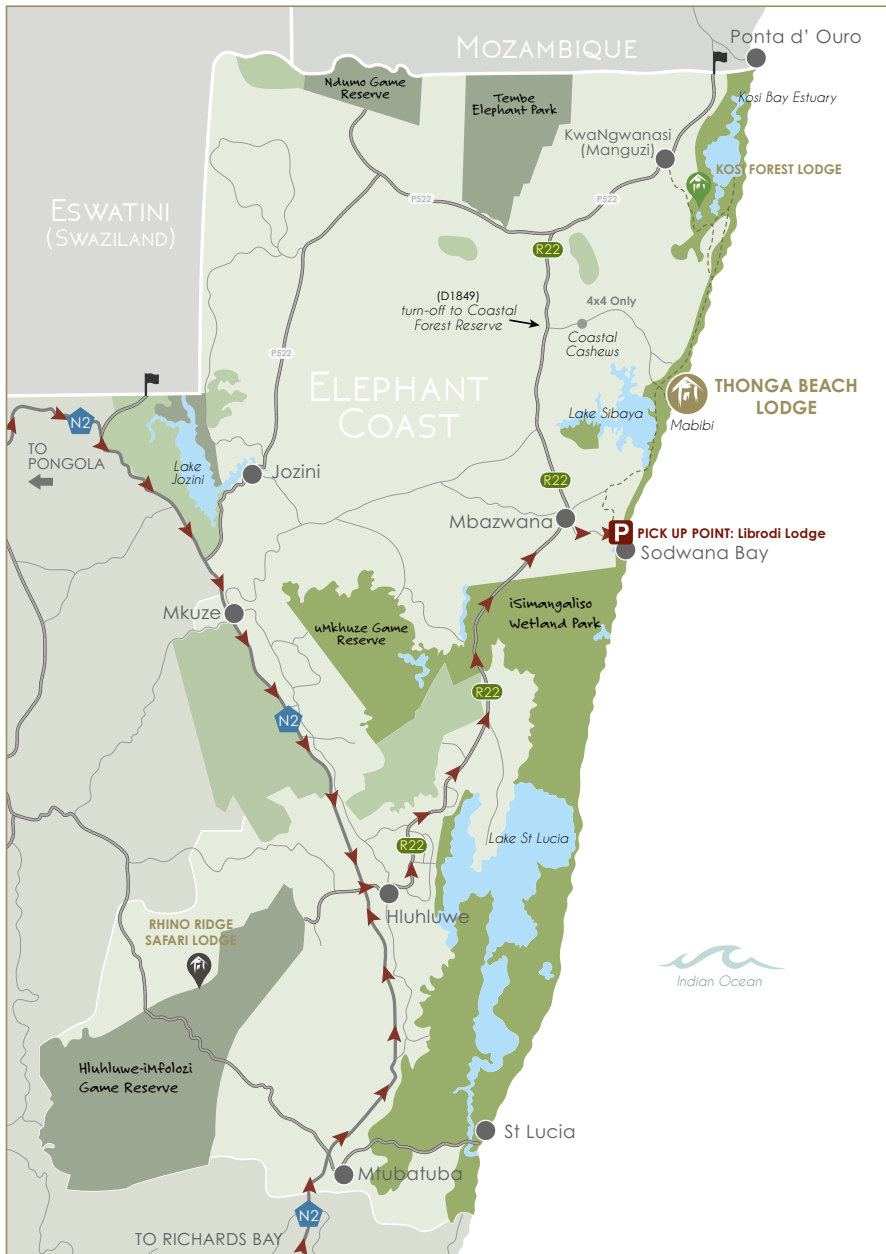 MOZAMBIQUE
Ponta d' Ouro
Ndumo Game
Reserve
Tembe
Elephant Park
Kosi Bay Estuary
KwaNgwanasi
(Manguzi)
KOSI FOREST LODGE
ESWATINI
(SWAZILAND)
P522
P522
R22
(D1849)
turn-off to Coastal
Forest Reserve
4x4 Only
Coastal
Cashews
P522
ELEPHANT
COAST
THONGA BEACH
LODGE
Lake Sibaya
Mabibi
N2
TO
PONGOLA
Lake
Jozini
Jozini
R22
Mbazwana
P
PICK UP POINT: Librodi Lodge
Sodwana Bay
Mkuze
uMkhuze Game
Reserve
iSimangaliso
Wetland Park
R22
N2
Lake St Lucia
R22
Hluhluwe
RHINO RIDGE
SAFARI LODGE
Indian Ocean
Hluhluwe-iMfolozi
Game Reserve
St Lucia
Mtubatuba
N2
TO RICHARDS BAY